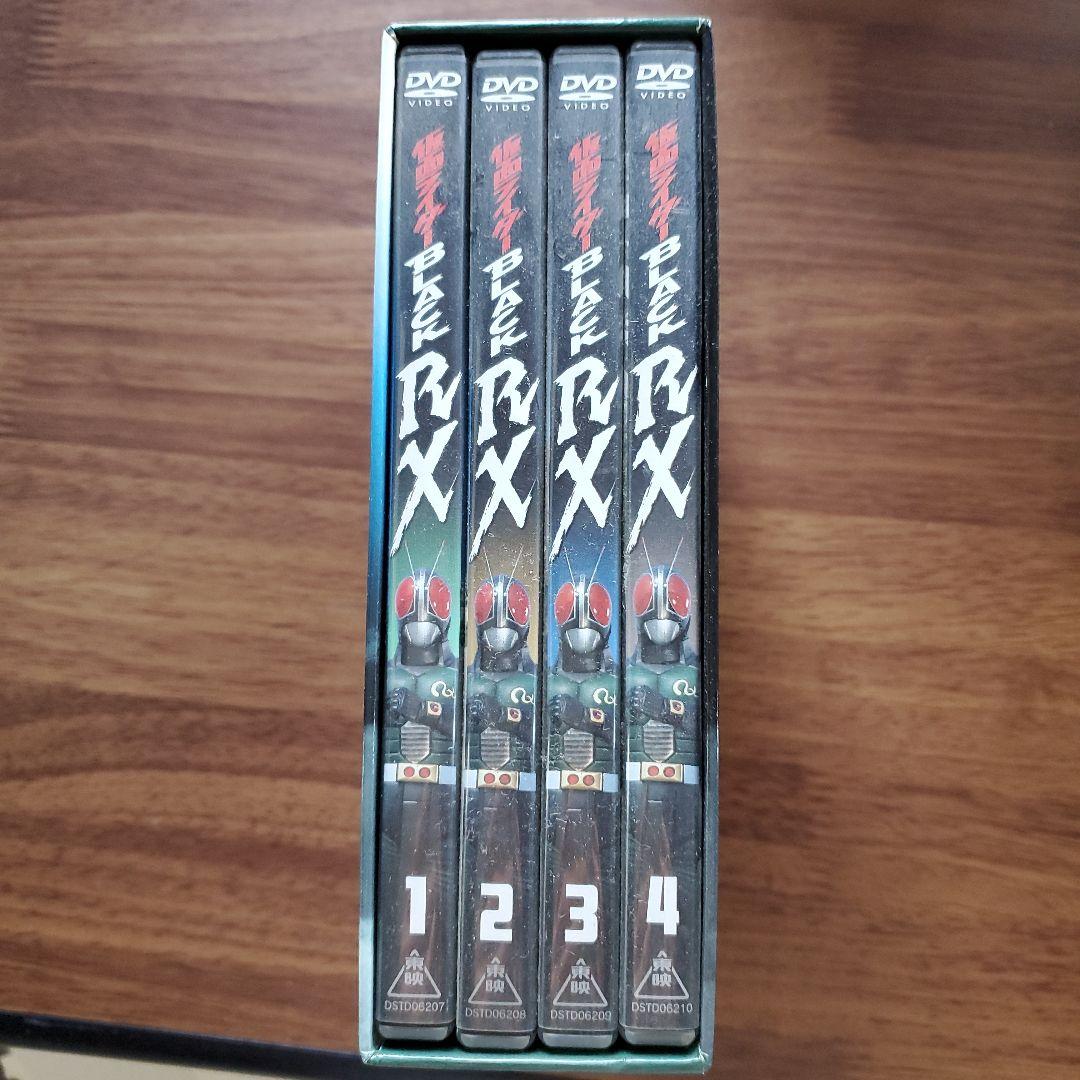 DVD
VIDEO
仮面ライダー
BLACK
RX
1
東映
DSTD06207
DVD
VIDEO
仮面ライダー
BLACK
RX
2
東映
DSTD06208
DVD
VIDEO
仮面ライダー
BLACK
RX
3
東映
DSTD06209
DVD
VIDEO
仮面ライダー
BLACK
RX
4
東映
DSTD06210